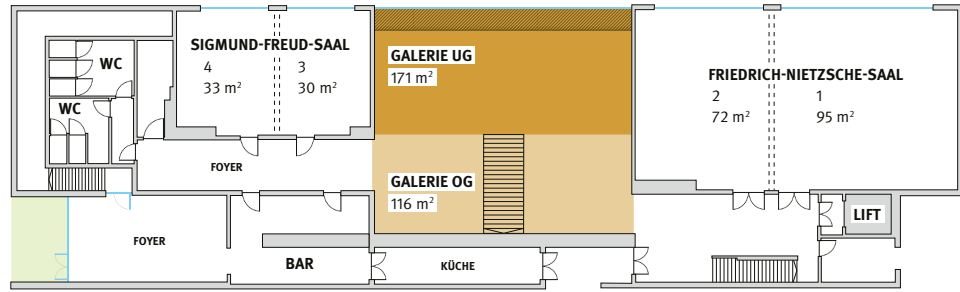 WC
WC
SIGMUND-FREUD-SAAL
4 3
33 m² 30 m²
GALERIE UG
171 m²
FRIEDRICH-NIETZSCHE-SAAL
2 1
72 m² 95 m²
FOYER
GALERIE OG
116 m²
LIFT
FOYER
BAR
KÜCHE